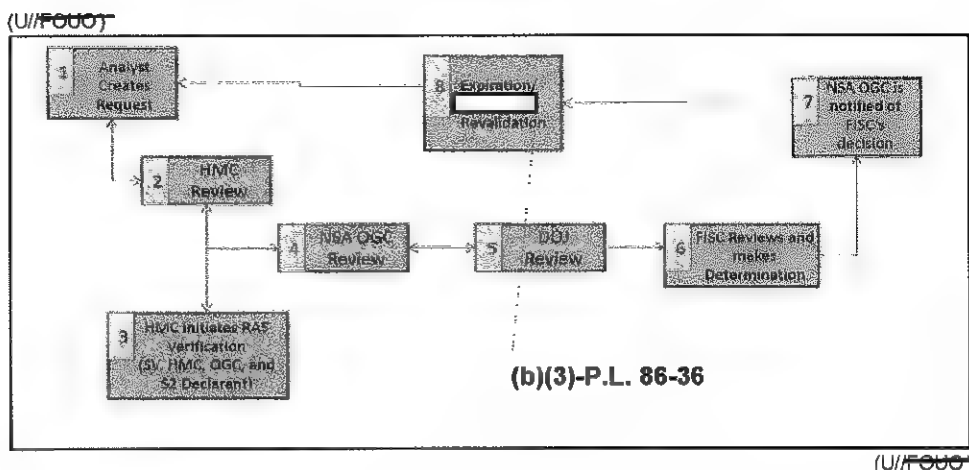 (U//FOUO)
1
Analyst
Creates
Request
8
Expiration/
Revalidation
7
NSA OGC is
notified of
FISC's
decision
2
HMC
Review
4
NSA OGC
Review
5
DOJ
Review
6
FISC Reviews and
makes
Determination
3
HMC initiates RAS
Verification
(SV, HMC, OGC, and
S2 Declarant)
(b)(3)-P.L. 86-36
(U//FOUO